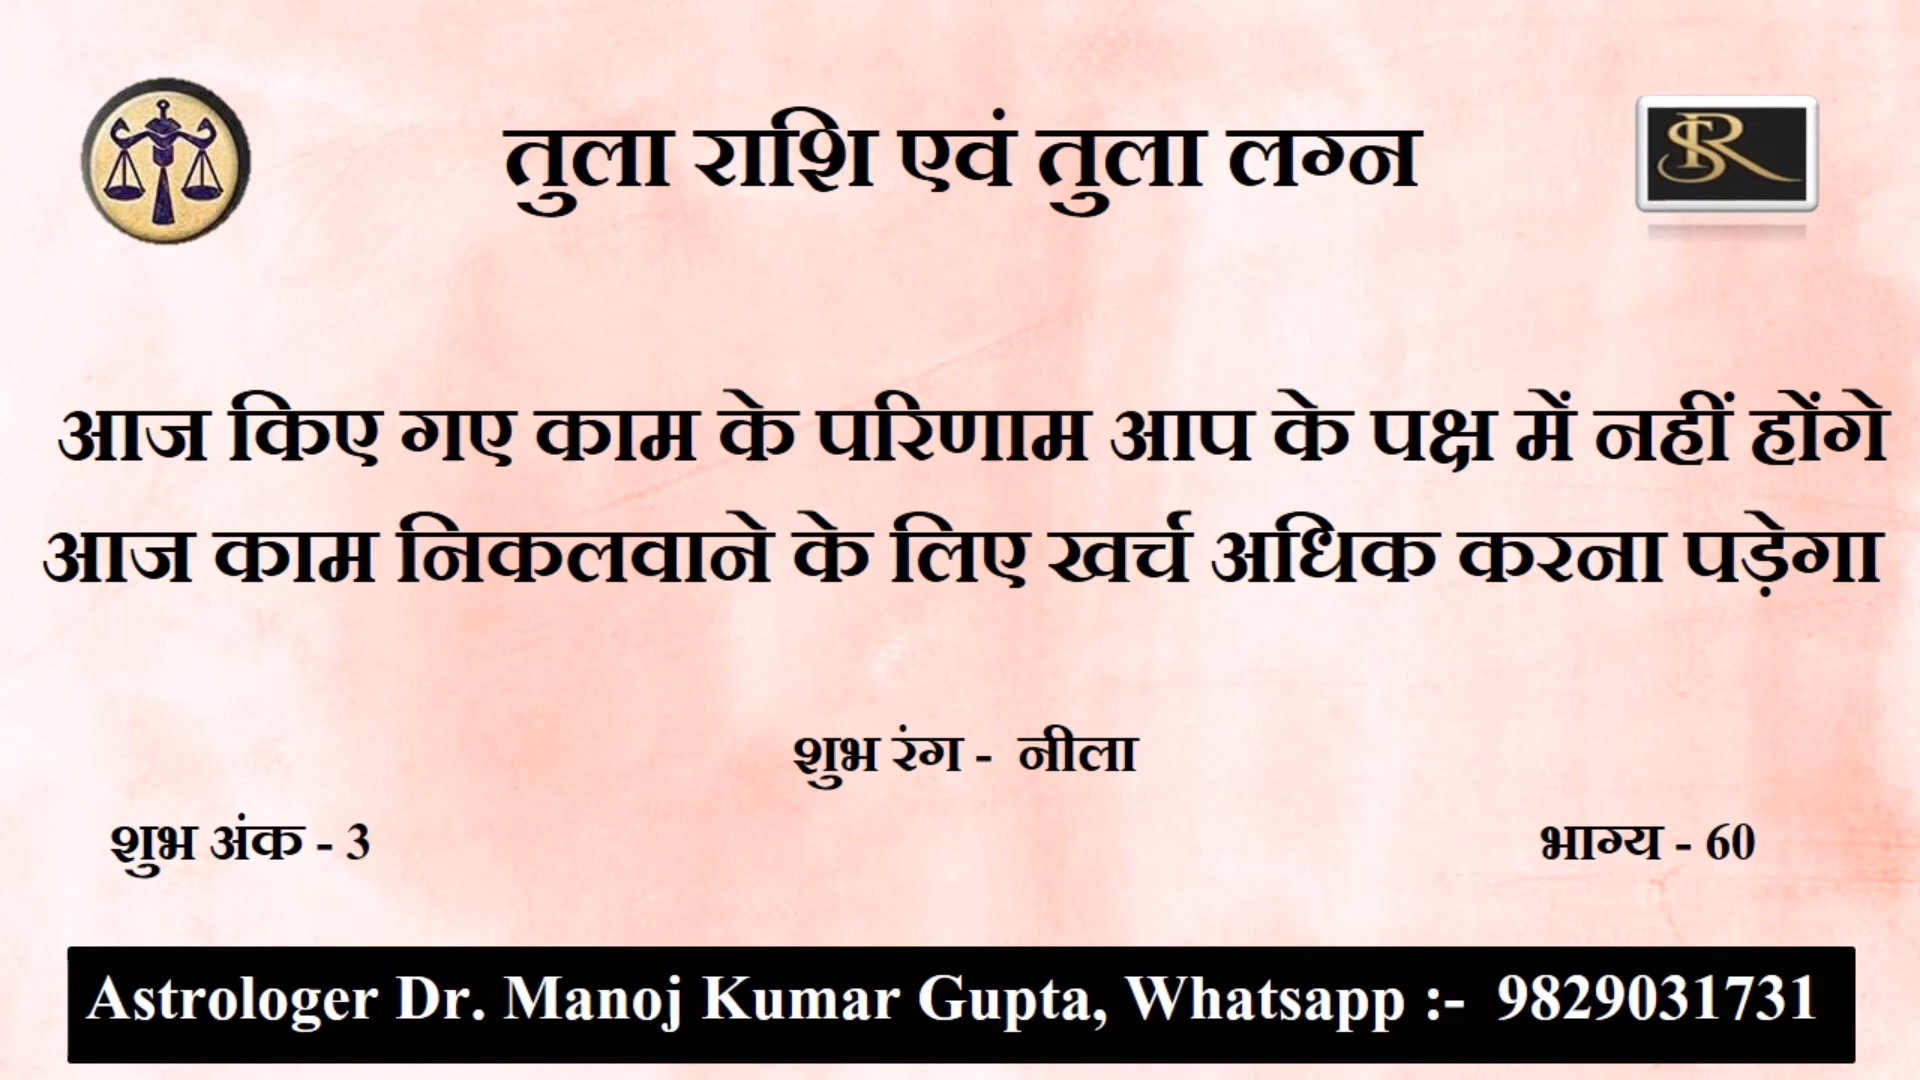 तुला राशि एवं तुला लग्न
आज किए गए काम के परिणाम आप के पक्ष में नहीं होंगे
आज काम निकलवाने के लिए खर्च अधिक करना पड़ेगा
शुभ रंग - नीला
शुभ अंक - 3
भाग्य - 60
Astrologer Dr. Manoj Kumar Gupta, Whatsapp :- 9829031731